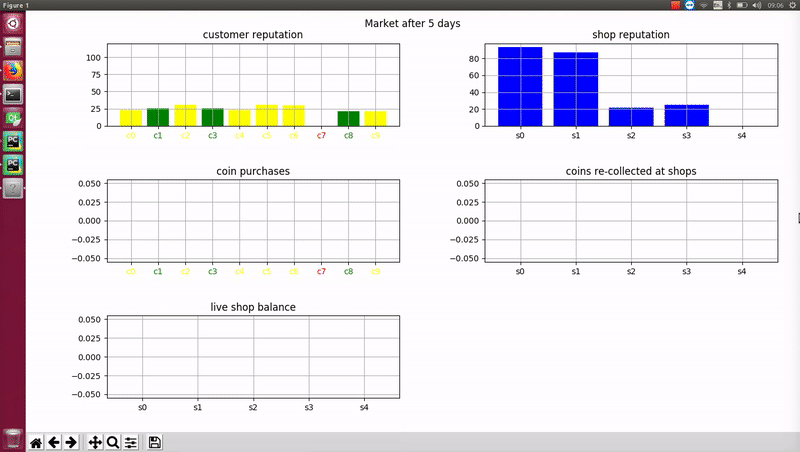 Figure 1
09:06
Market after 5 days
customer reputation
100
75
50
25
0
c0 c1 c2 c3 c4 c5 c6 c7 c8 c9
shop reputation
80
60
40
20
0
s0 s1 s2 s3 s4
coin purchases
0.050
0.025
0.000
−0.025
−0.050
c0 c1 c2 c3 c4 c5 c6 c7 c8 c9
coins re-collected at shops
0.050
0.025
0.000
−0.025
−0.050
s0 s1 s2 s3 s4
live shop balance
0.050
0.025
0.000
−0.025
−0.050
s0 s1 s2 s3 s4